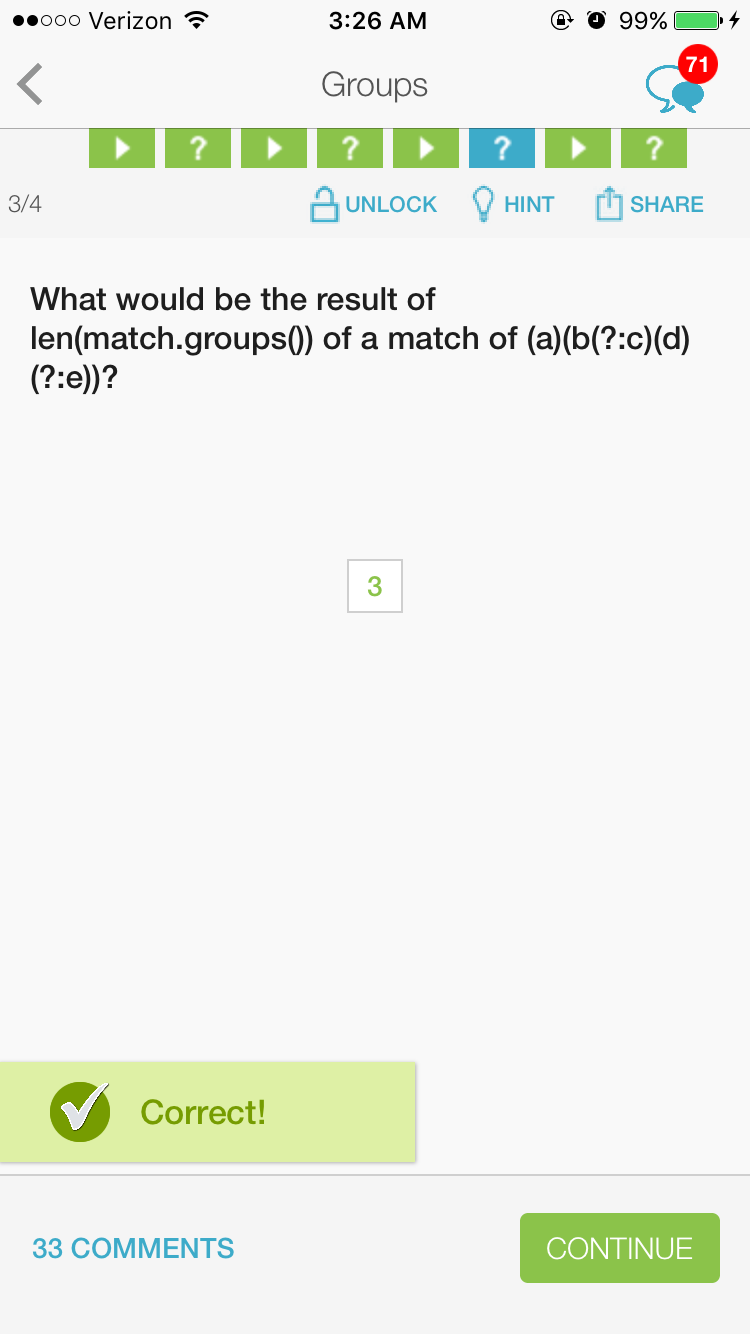 Verizon 3:26 AM 99%
Groups 71
? ? ? ?
3/4 UNLOCK HINT SHARE
What would be the result of
len(match.groups()) of a match of (a)(b(?:c)(d)
(?:e))?
3
Correct!
33 COMMENTS CONTINUE